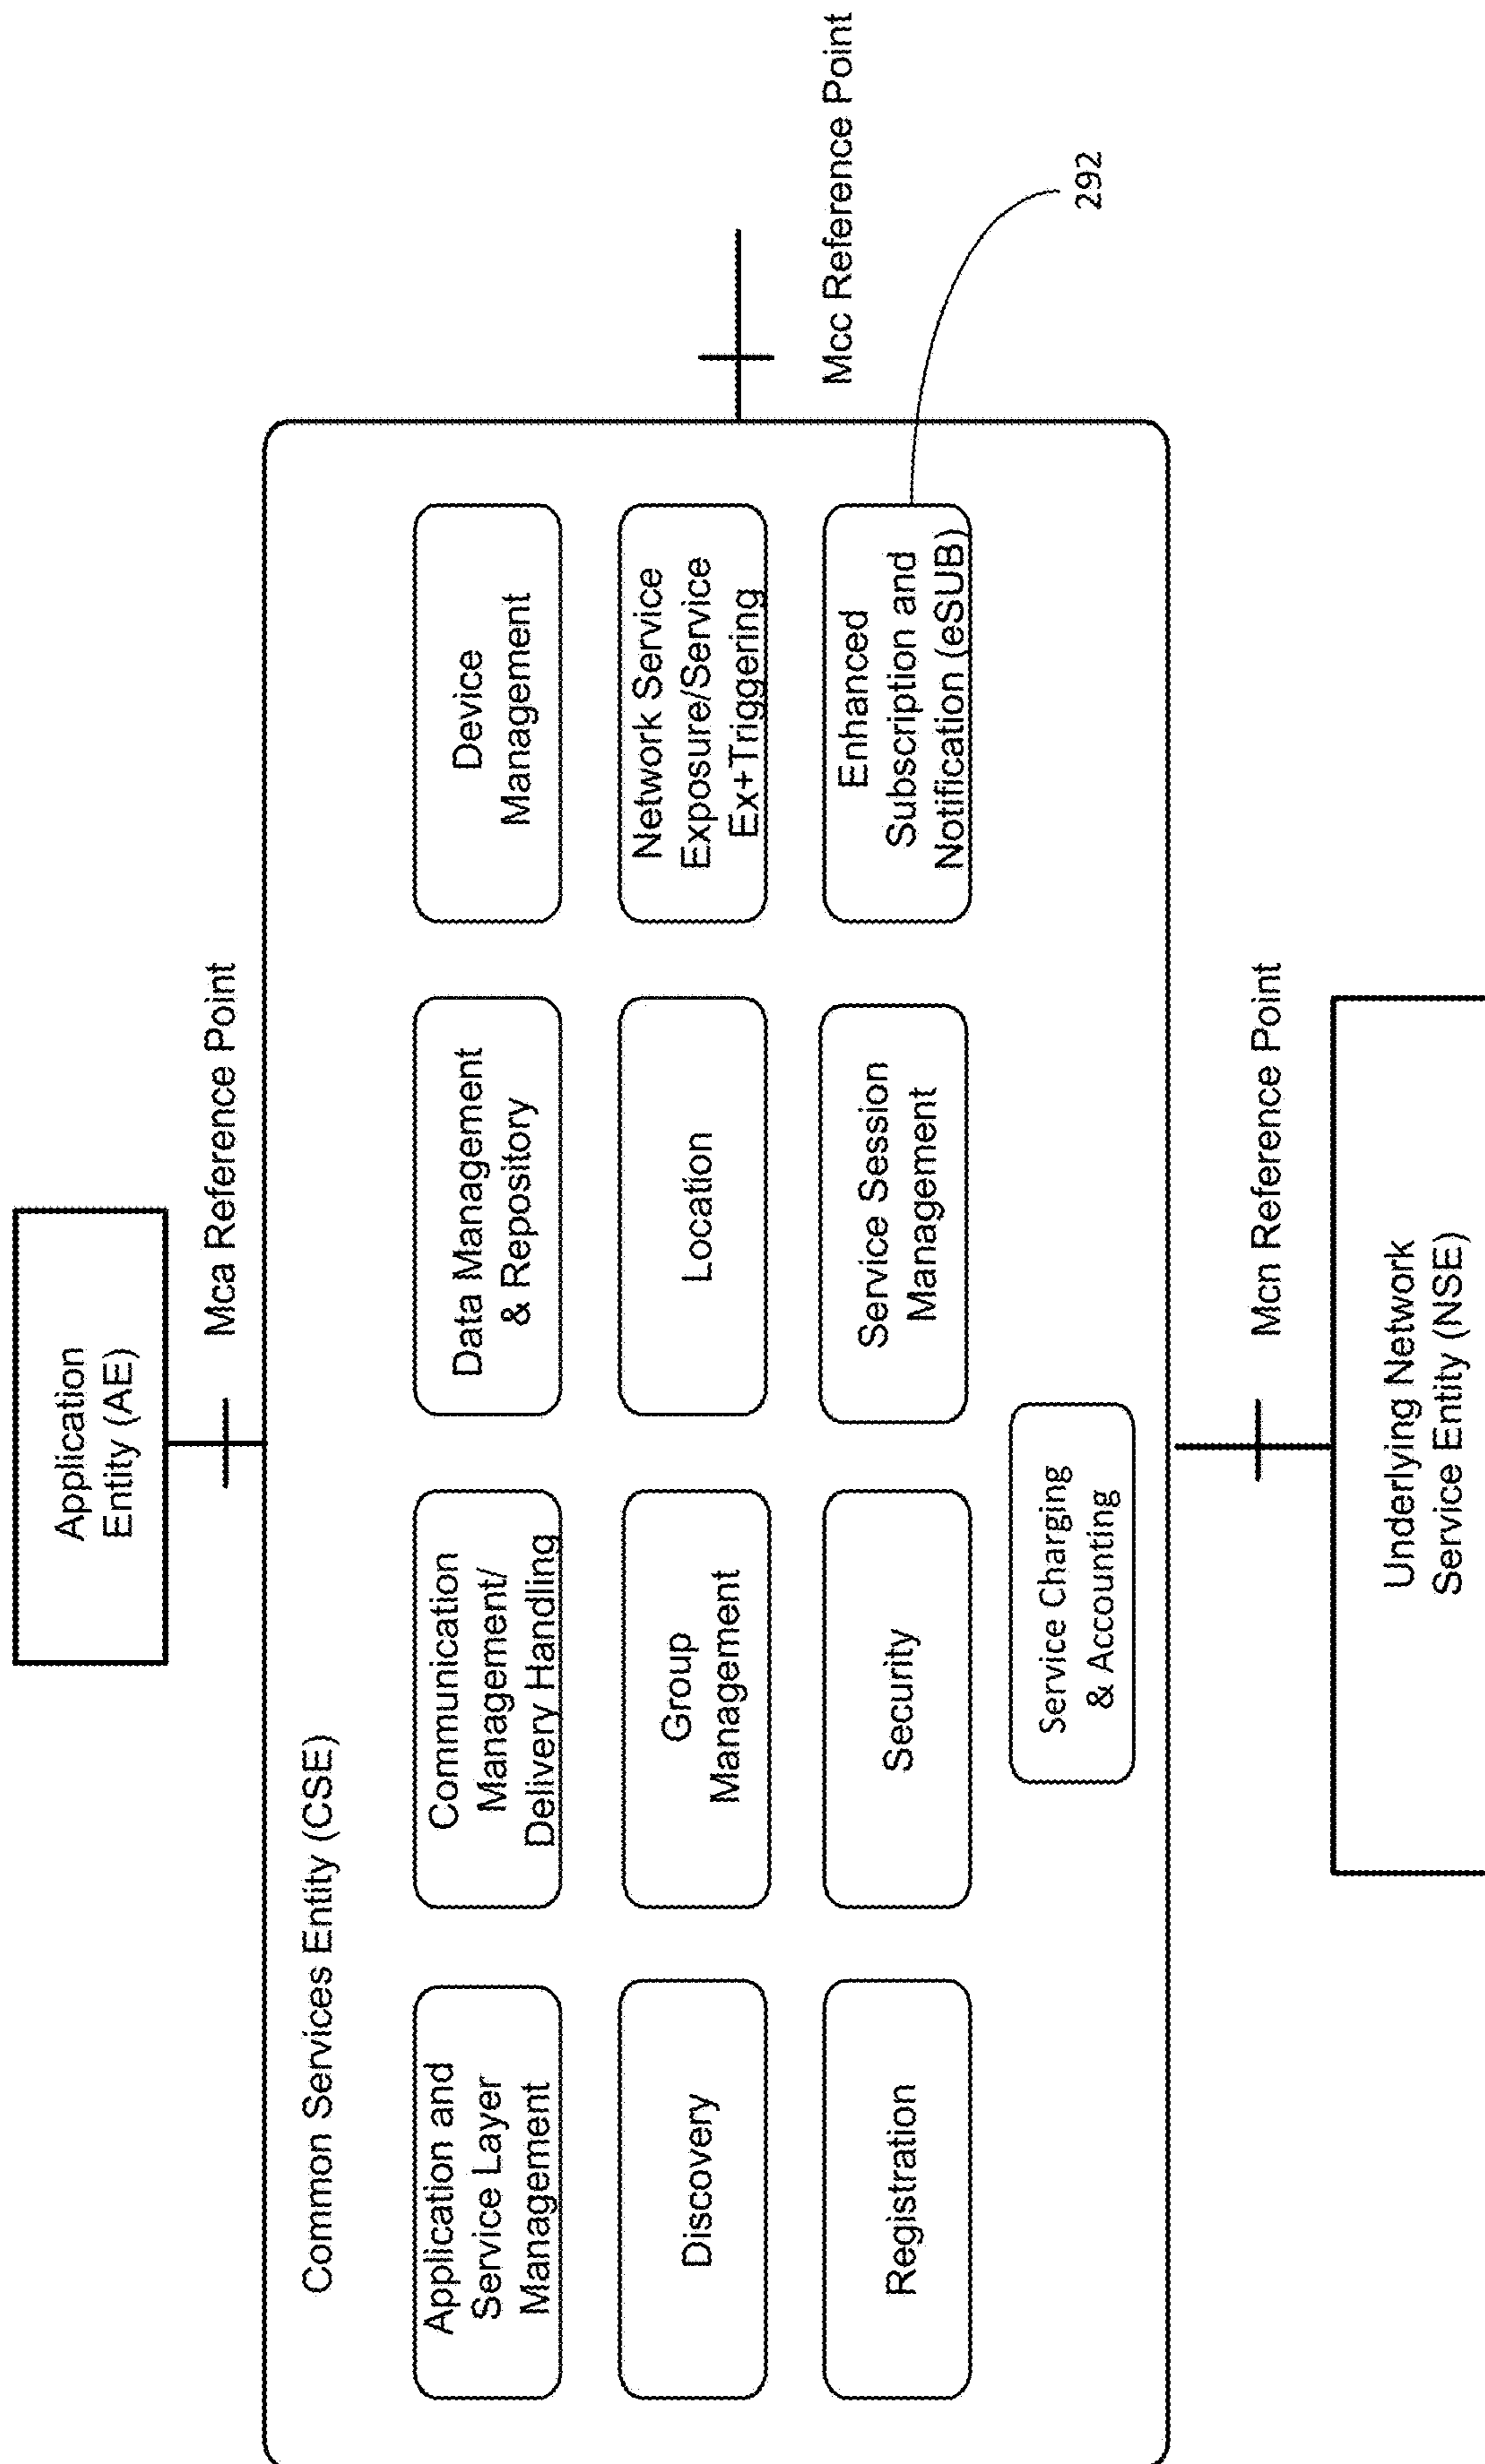 Application
Entity (AE)
Mca Reference Point
Common Services Entity (CSE)
Application and
Service Layer
Management
Communication
Management/
Delivery Handling
Data Management
& Repository
Device
Management
Discovery
Group
Management
Location
Network Service
Exposure/Service
Ex+Triggering
Registration
Security
Service Session
Management
Enhanced
Subscription and
Notification (eSUB)
Service Charging
& Accounting
Mcc Reference Point
292
Mcn Reference Point
Underlying Network
Service Entity (NSE)